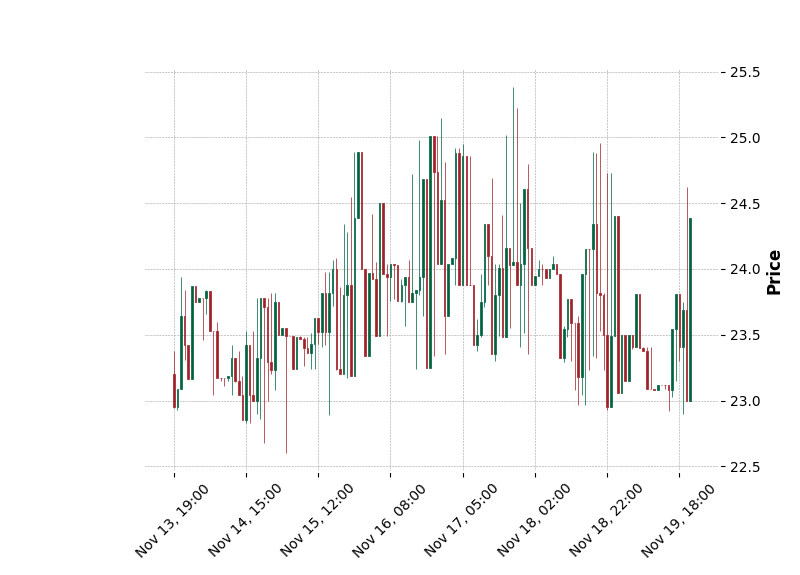 25.5
25.0
24.5
24.0
23.5
23.0
22.5
Price
Nov 13, 19:00
Nov 14, 15:00
Nov 15, 12:00
Nov 16, 08:00
Nov 17, 05:00
Nov 18, 02:00
Nov 18, 22:00
Nov 19, 18:00